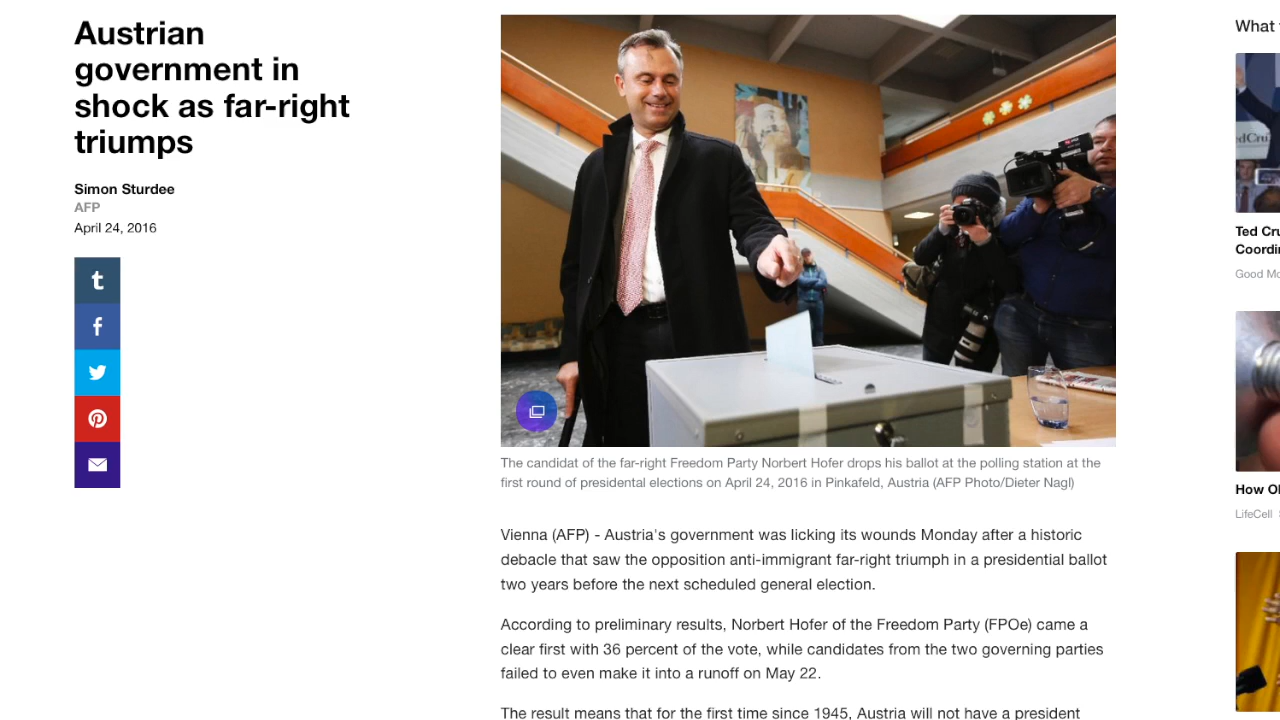 Austrian
government in
shock as far-right
triumps
Simon Sturdee
AFP
April 24, 2016
The candidat of the far-right Freedom Party Norbert Hofer drops his ballot at the polling station at the
first round of presidental elections on April 24, 2016 in Pinkafeld, Austria (AFP Photo/Dieter Nagl)
Vienna (AFP) - Austria's government was licking its wounds Monday after a historic
debacle that saw the opposition anti-immigrant far-right triumph in a presidential ballot
two years before the next scheduled general election.
According to preliminary results, Norbert Hofer of the Freedom Party (FPOe) came a
clear first with 36 percent of the vote, while candidates from the two governing parties
failed to even make it into a runoff on May 22.
The result means that for the first time since 1945, Austria will not have a president
What
edCru
Ted Cru
Coordin
Good Mo
How Ol
LifeCell